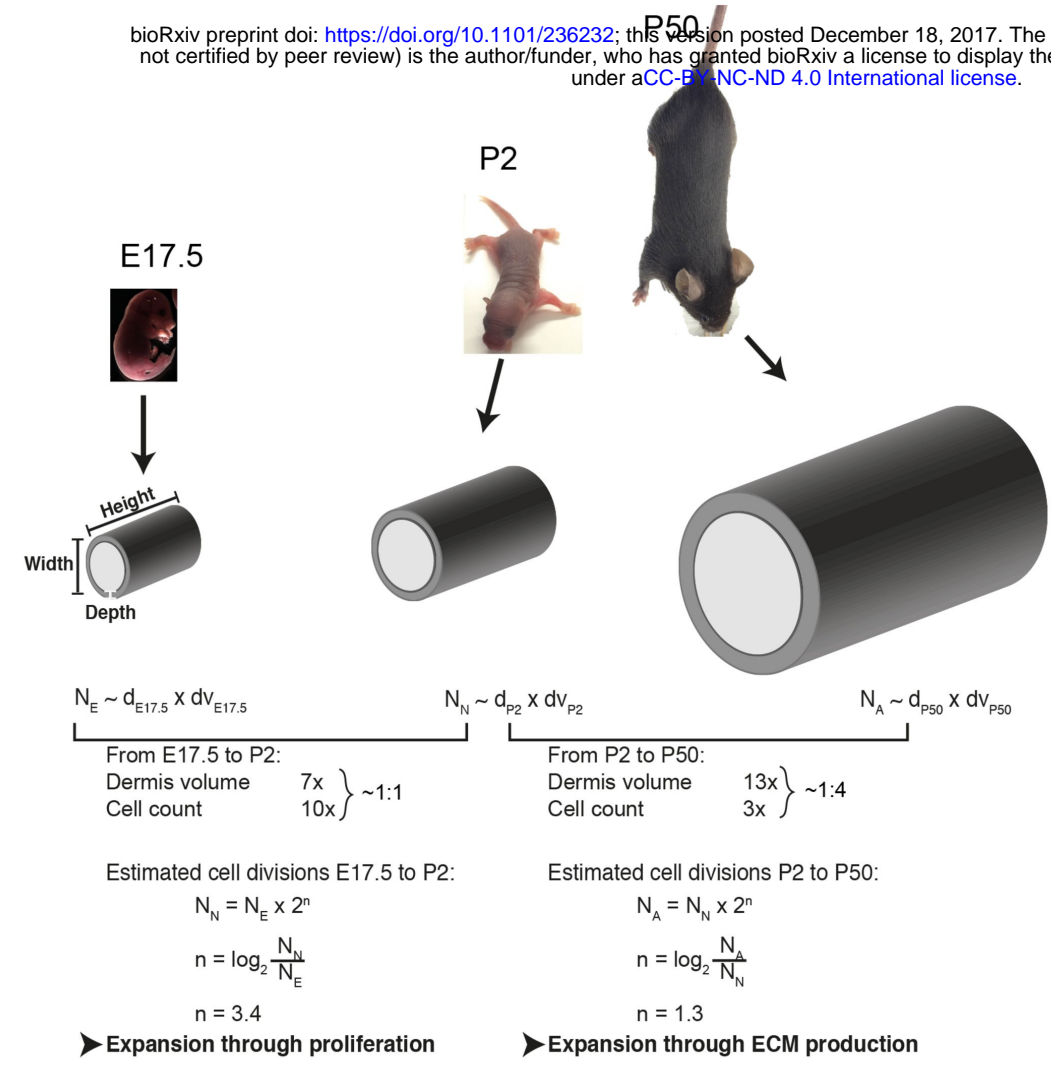 bioRxiv preprint doi: https://doi.org/10.1101/236232; this version posted December 18, 2017. The
not certified by peer review) is the author/funder, who has granted bioRxiv a license to display the
under aCC-BY-NC-ND 4.0 International license.
P50
P2
E17.5
Height
Width
Depth
N_E ~ d_E17.5 x dv_E17.5
N_N ~ d_P2 x dv_P2
N_A ~ d_P50 x dv_P50
From E17.5 to P2:
Dermis volume 7x
Cell count 10x
~1:1
From P2 to P50:
Dermis volume 13x
Cell count 3x
~1:4
Estimated cell divisions E17.5 to P2:
N_N = N_E x 2ⁿ
n = log₂ N_N
N_E
n = 3.4
➤Expansion through proliferation
Estimated cell divisions P2 to P50:
N_A = N_N x 2ⁿ
n = log₂ N_A
N_N
n = 1.3
➤Expansion through ECM production